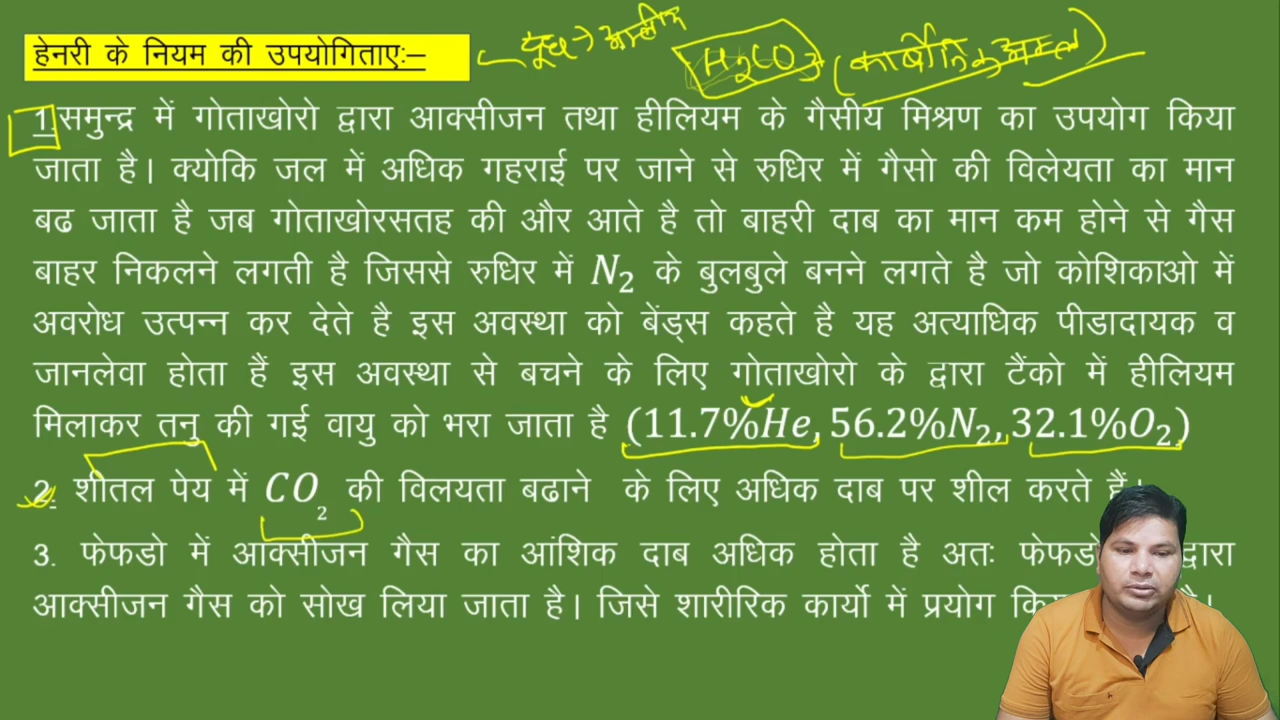 हेनरी के नियम की उपयोगिताएः–
दूध → अम्लीय H₂CO₃ (कार्बोनिक अम्ल)
1.समुन्द्र में गोताखोरो द्वारा आक्सीजन तथा हीलियम के गैसीय मिश्रण का उपयोग किया
जाता है। क्योकि जल में अधिक गहराई पर जाने से रुधिर में गैसो की विलेयता का मान
बढ जाता है जब गोताखोरसतह की और आते है तो बाहरी दाब का मान कम होने से गैस
बाहर निकलने लगती है जिससे रुधिर में N₂ के बुलबुले बनने लगते है जो कोशिकाओ में
अवरोध उत्पन्न कर देते है इस अवस्था को बेंड्स कहते है यह अत्याधिक पीडादायक व
जानलेवा होता हैं इस अवस्था से बचने के लिए गोताखोरो के द्वारा टैंको में हीलियम
मिलाकर तनु की गई वायु को भरा जाता है (11.7%He, 56.2%N₂, 32.1%O₂)
2. शीतल पेय में CO₂ की विलयता बढाने के लिए अधिक दाब पर शील करते हैं।
3. फेफडो में आक्सीजन गैस का आंशिक दाब अधिक होता है अतः फेफडो द्वारा
आक्सीजन गैस को सोख लिया जाता है। जिसे शारीरिक कार्यो में प्रयोग है।